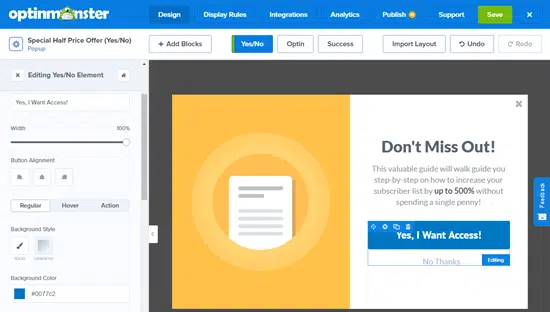 optinmonster
Design
Display Rules
Integrations
Analytics
Publish
Support
Save
Special Half Price Offer (Yes/No)
Popup
+ Add Blocks
Yes/No
Optin
Success
Import Layout
Undo
Redo
Editing Yes/No Element
Yes, I Want Access!
Width
100%
Button Alignment
Regular
Hover
Action
Background Style
SOLID
GRADIENT
Background Color
#0077c2
Don't Miss Out!
This valuable guide will walk guide you
step-by-step on how to increase your
subscriber list by up to 500% without
spending a single penny!
Yes, I Want Access!
No Thanks
Editing
Feedback